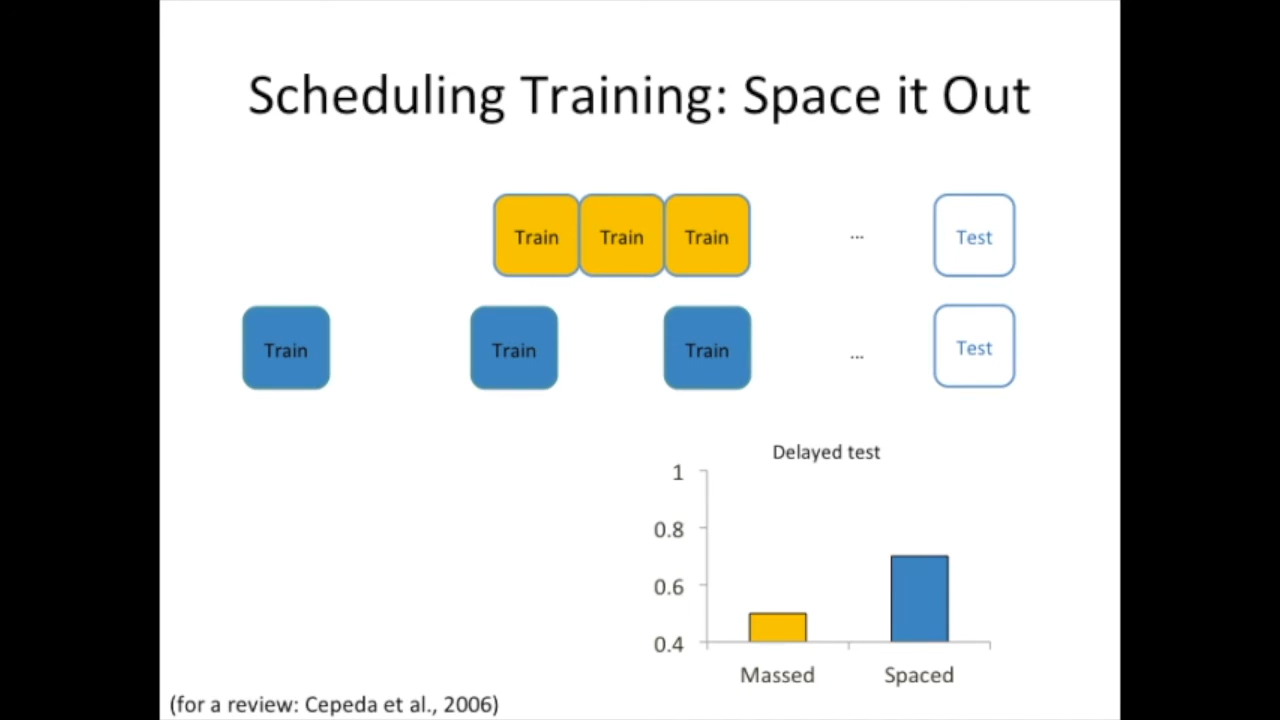 Scheduling Training: Space it Out
Train Train Train ... Test
Train Train Train ... Test
Delayed test
1
0.8
0.6
0.4
Massed Spaced
(for a review: Cepeda et al., 2006)